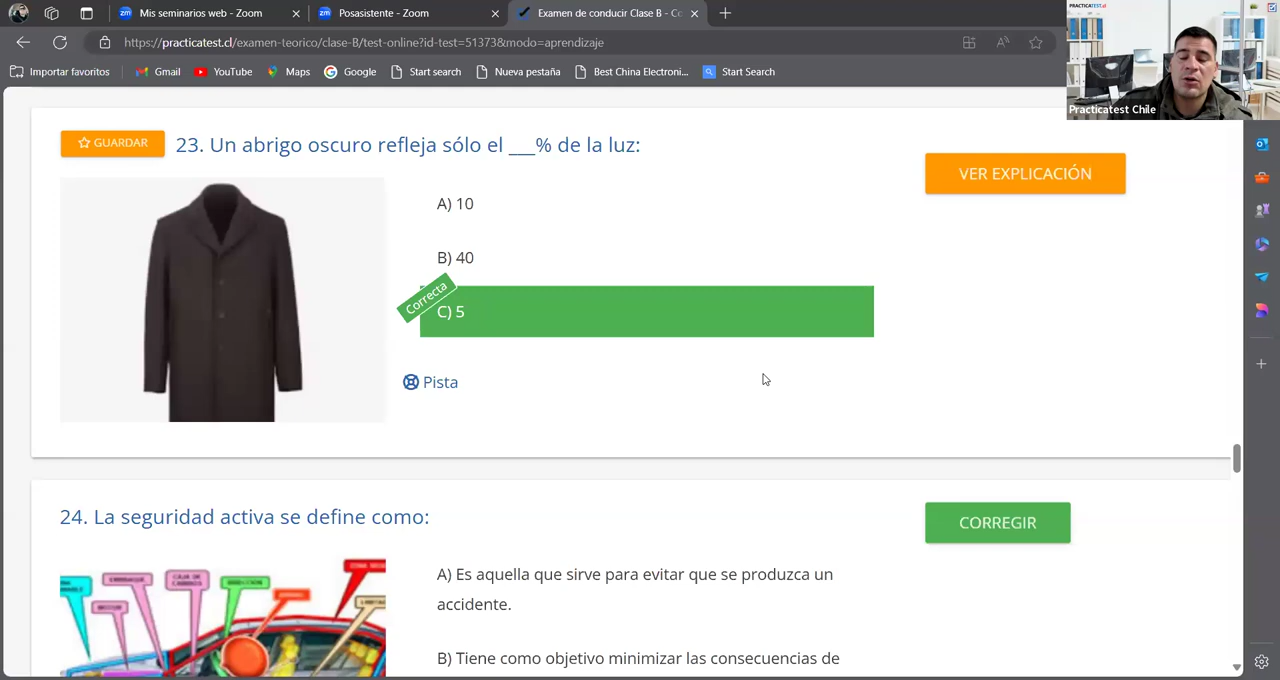 Mis seminarios web - Zoom
Posasistente - Zoom
Examen de conducir Clase B - Co
https://practicatest.cl/examen-teorico/clase-B/test-online?id-test=51373&modo=aprendizaje
Importar favoritos
Gmail
YouTube
Maps
Google
Start search
Nueva pestaña
Best China Electroni...
Start Search
PRACTICATEST.cl
Practicatest Chile
GUARDAR
23. Un abrigo oscuro refleja sólo el ___% de la luz:
VER EXPLICACIÓN
A) 10
B) 40
Correcta
C) 5
Pista
24. La seguridad activa se define como:
CORREGIR
A) Es aquella que sirve para evitar que se produzca un
accidente.
B) Tiene como objetivo minimizar las consecuencias de